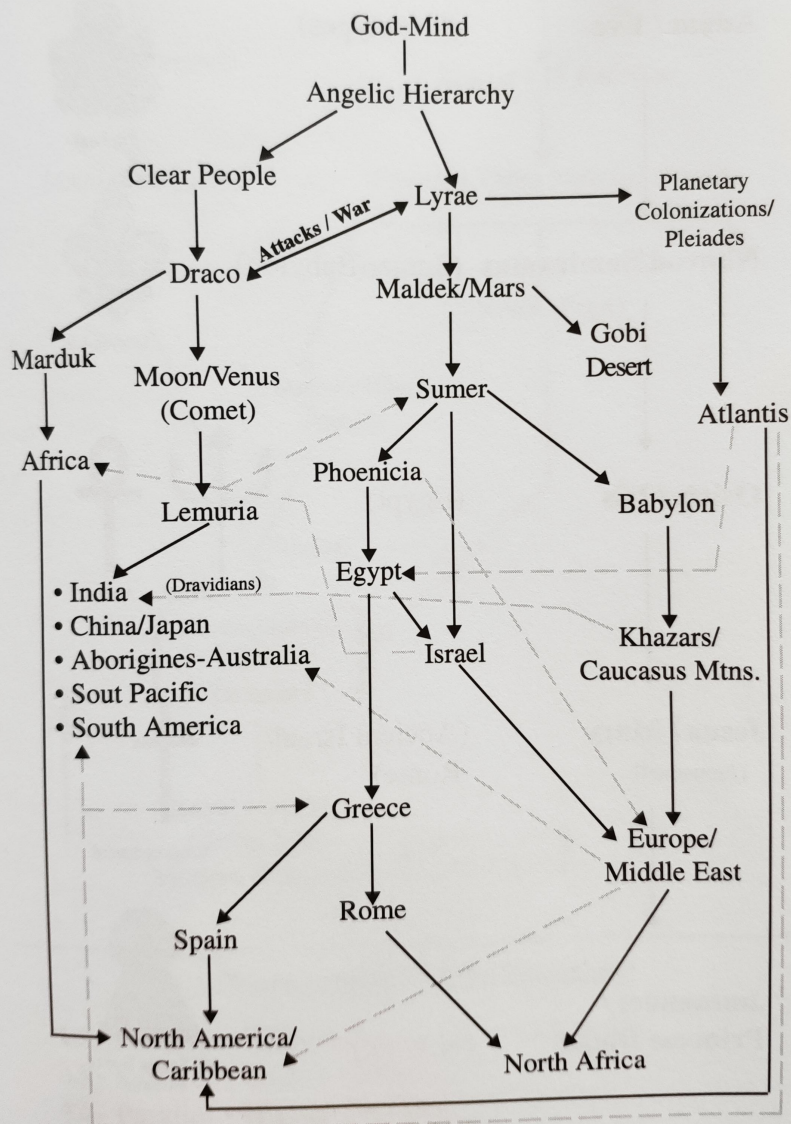 God-Mind
Angelic Hierarchy
Clear People
Lyrae
Planetary
Colonizations/
Pleiades
Attacks / War
Draco
Maldek/Mars
Gobi
Desert
Marduk
Moon/Venus
(Comet)
Sumer
Atlantis
Africa
Phoenicia
Babylon
Lemuria
Egypt
• India
(Dravidians)
• China/Japan
• Aborigines-Australia
• Sout Pacific
• South America
Israel
Khazars/
Caucasus Mtns.
Greece
Europe/
Middle East
Rome
Spain
North America/
Caribbean
North Africa